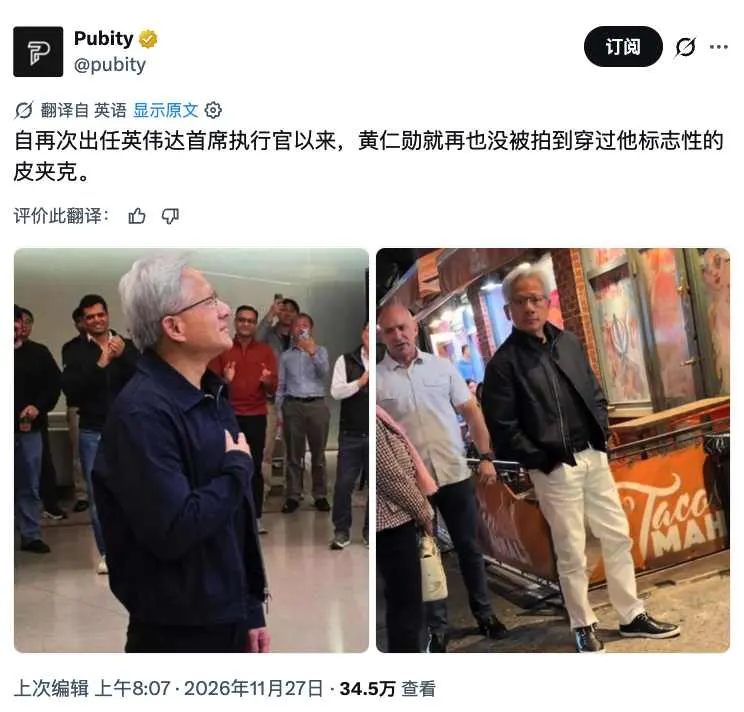 Pubity
@pubity
订阅
翻译自 英语 显示原文
自再次出任英伟达首席执行官以来，黄仁勋就再也没被拍到穿过他标志性的
皮夹克。
评价此翻译：
Taco
MAH
上次编辑 上午8:07 · 2026年11月27日 · 34.5万 查看